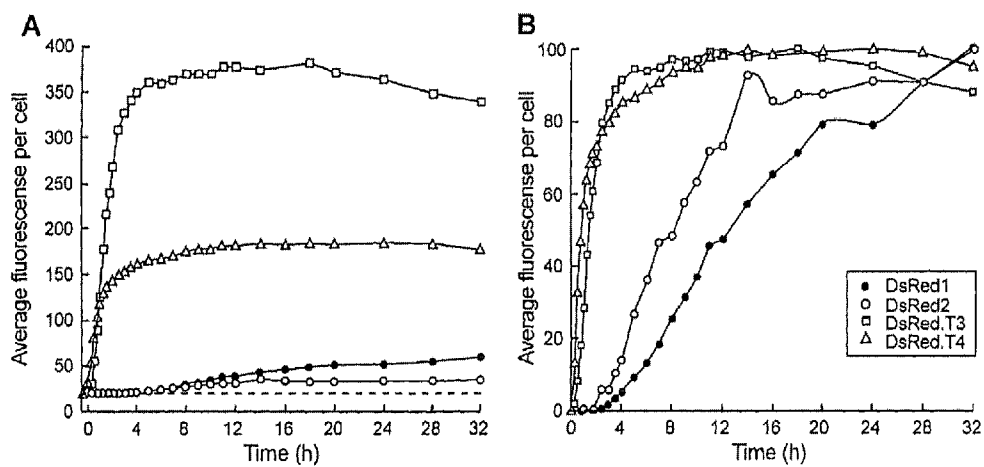 A
Average fluorescense per cell
400
350
300
250
200
150
100
50
0
0 4 8 12 16 20 24 28 32
Time (h)
B
Average fluorescense per cell
100
80
60
40
20
0
0 4 8 12 16 20 24 28 32
Time (h)
DsRed1
DsRed2
DsRed.T3
DsRed.T4